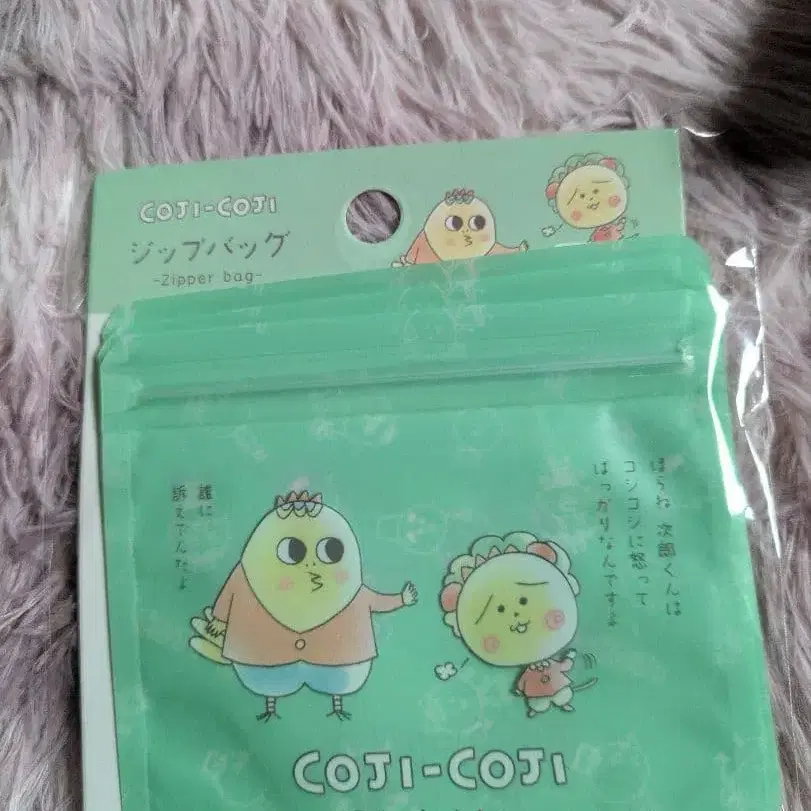 COJI-COJI
ジップバッグ
-Zipper bag-
ほらね 次郎くんは
コジコジに怒って
ばっかりなんですよ
誰に
訴えてんだよ
COJI-COJI